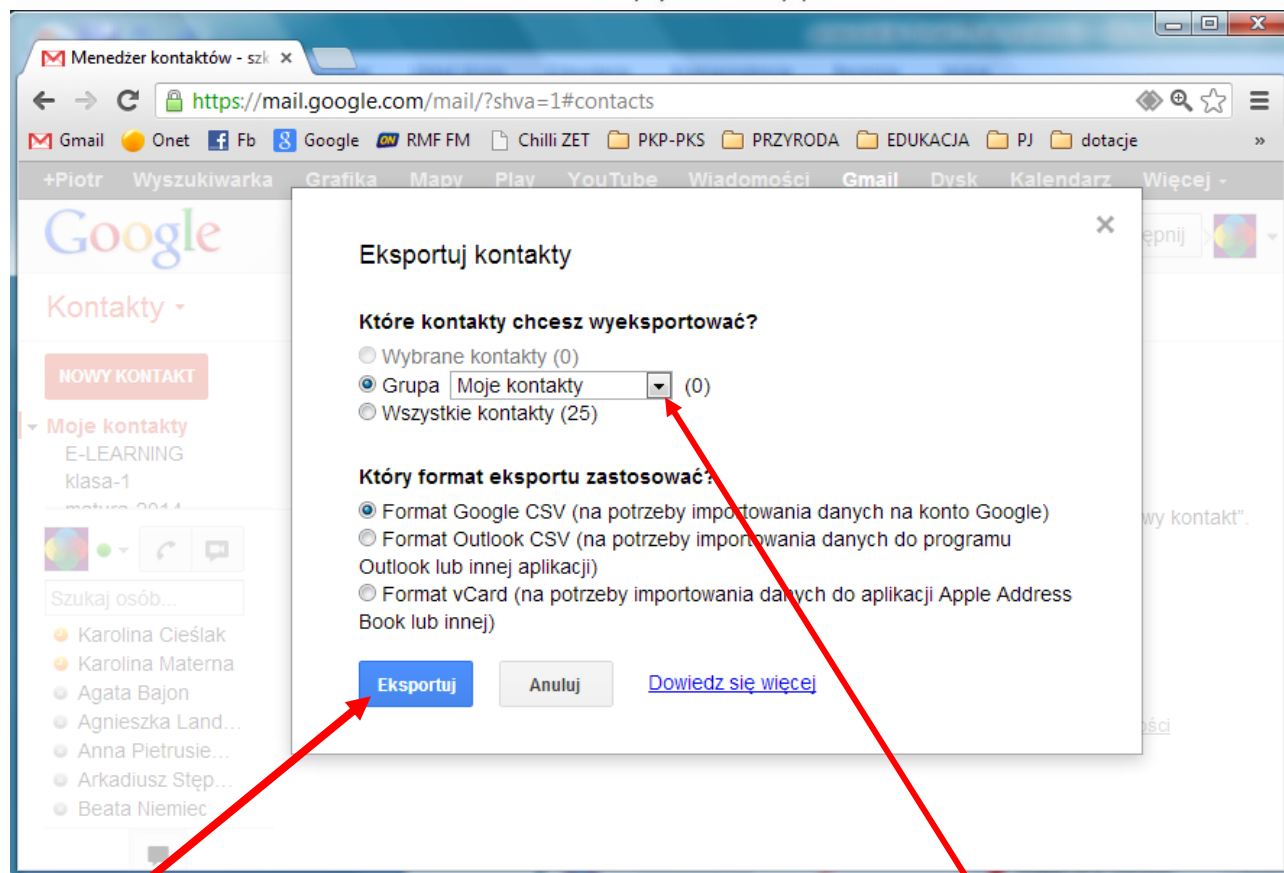 Menedżer kontaktów - szk
https://mail.google.com/mail/?shva=1#contacts
Gmail Onet Fb Google RMF FM Chilli ZET PKP-PKS PRZYRODA EDUKACJA PJ dotacje »
+Piotr Wyszukiwarka Grafika Mapy Play YouTube Wiadomości Gmail Dysk Kalendarz Więcej
Google
ępnij
Eksportuj kontakty
Kontakty
Które kontakty chcesz wyeksportować?
Wybrane kontakty (0)
NOWY KONTAKT
Grupa Moje kontakty (0)
Wszystkie kontakty (25)
Moje kontakty
E-LEARNING
klasa-1
matura 2014
Który format eksportu zastosować?
Format Google CSV (na potrzeby importowania danych na konto Google)
wy kontakt".
Format Outlook CSV (na potrzeby importowania danych do programu
Outlook lub innej aplikacji)
Format vCard (na potrzeby importowania danych do aplikacji Apple Address
Book lub innej)
Szukaj osób...
Karolina Cieślak
Karolina Materna
Agata Bajon
Agnieszka Land...
Anna Pietrusie...
Arkadiusz Stęp...
Beata Niemiec
Eksportuj Anuluj Dowiedz się więcej
ości